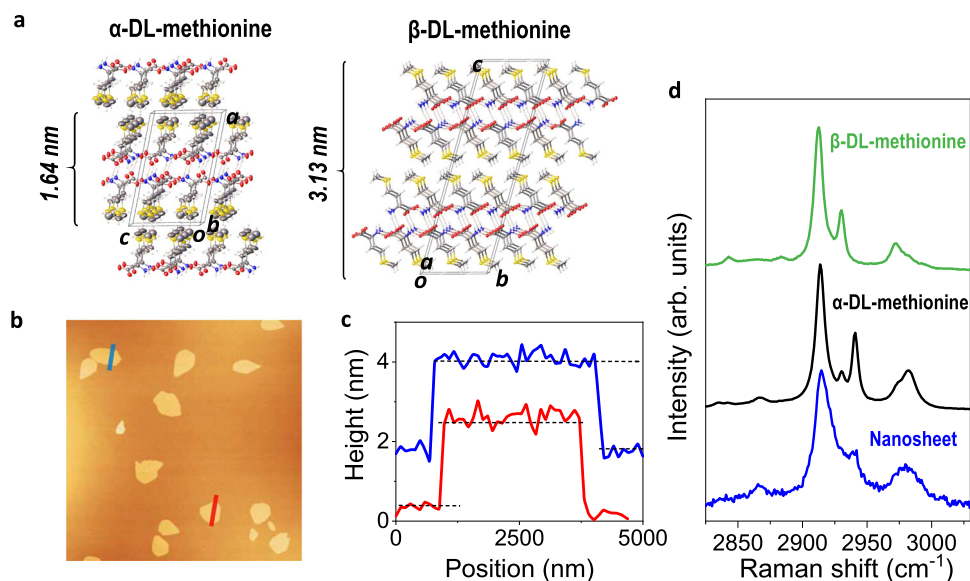 a
α-DL-methionine
1.64 nm
a
b
c
o
β-DL-methionine
3.13 nm
c
a
o
b
b
c
Height (nm)
4
2
0
0
2500
5000
Position (nm)
d
Intensity (arb. units)
β-DL-methionine
α-DL-methionine
Nanosheet
2850 2900 2950 3000
Raman shift (cm⁻¹)